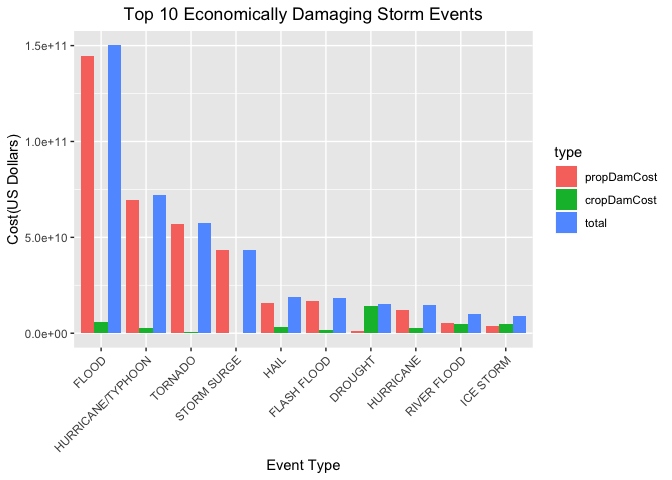 Top 10 Economically Damaging Storm Events
Cost(US Dollars)
1.5e+11
1.0e+11
5.0e+10
0.0e+00
FLOOD
HURRICANE/TYPHOON
TORNADO
STORM SURGE
HAIL
FLASH FLOOD
DROUGHT
HURRICANE
RIVER FLOOD
ICE STORM
Event Type
type
propDamCost
cropDamCost
total